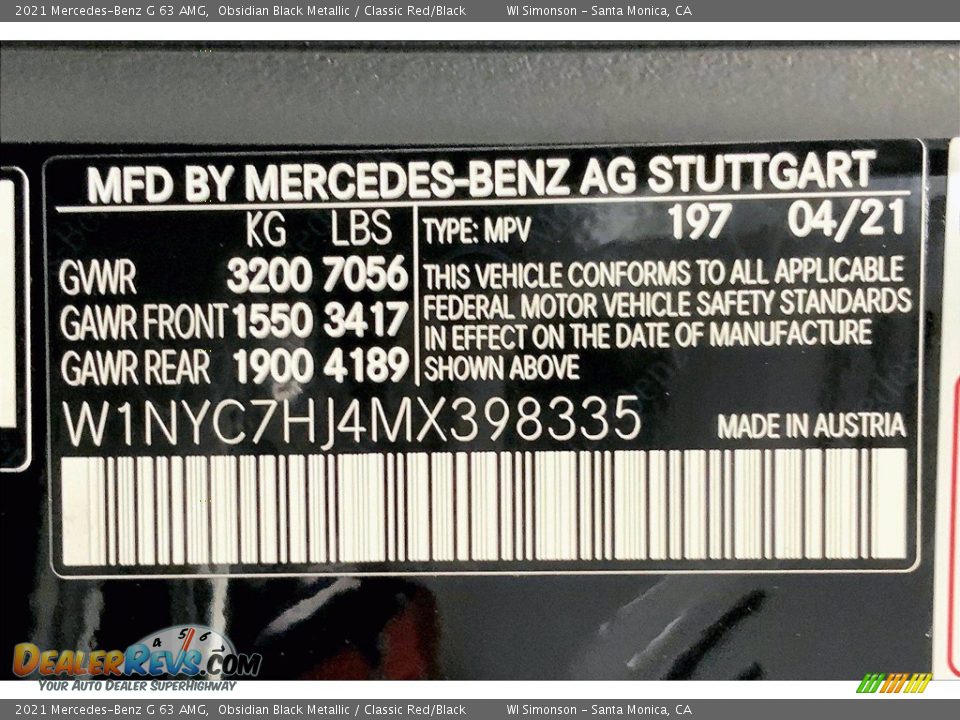 2021 Mercedes-Benz G 63 AMG, Obsidian Black Metallic / Classic Red/Black WI Simonson - Santa Monica, CA
MFD BY MERCEDES-BENZ AG STUTTGART
KG LBS
GVWR 3200 7056
GAWR FRONT 1550 3417
GAWR REAR 1900 4189
TYPE: MPV 197 04/21
THIS VEHICLE CONFORMS TO ALL APPLICABLE
FEDERAL MOTOR VEHICLE SAFETY STANDARDS
IN EFFECT ON THE DATE OF MANUFACTURE
SHOWN ABOVE
W1NYC7HJ4MX398335
MADE IN AUSTRIA
4 5 6
DEALERREVS.COM
YOUR AUTO DEALER SUPERHIGHWAY
2021 Mercedes-Benz G 63 AMG, Obsidian Black Metallic / Classic Red/Black WI Simonson - Santa Monica, CA